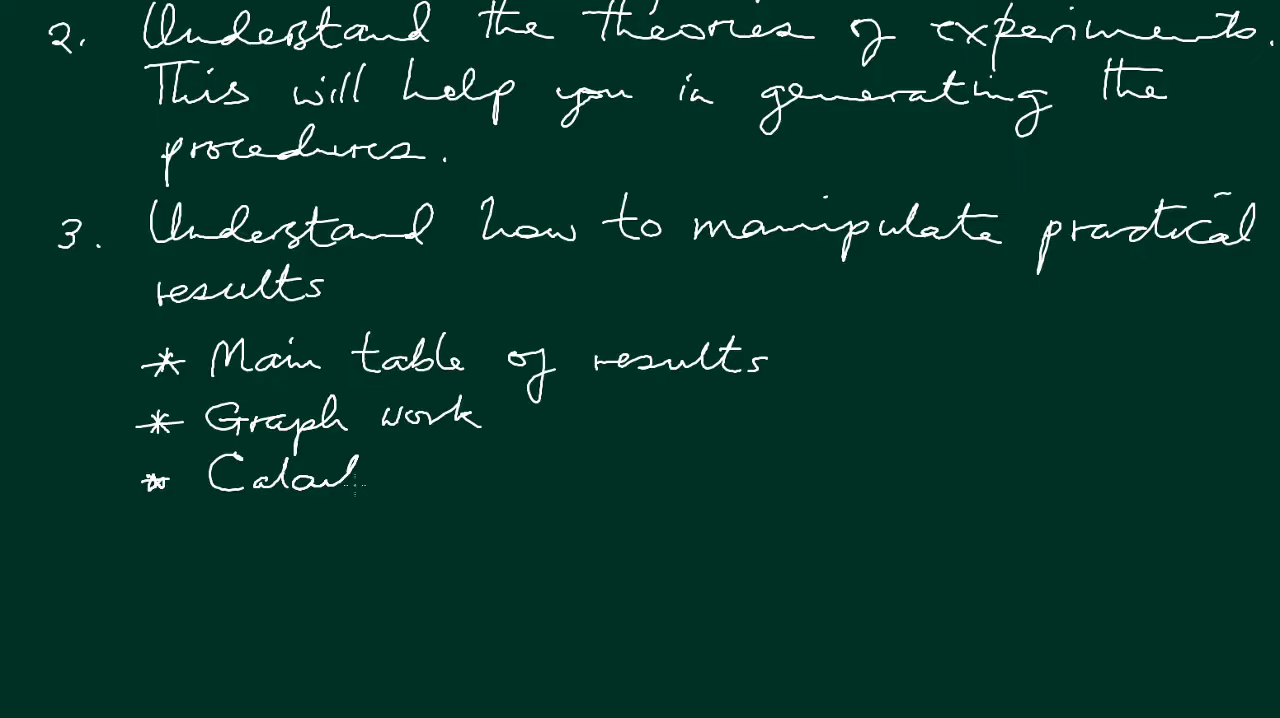 2. Understand the theories of experiments.
This will help you in generating the
procedures.
3. Understand how to manipulate practical
results
* Main table of results
* Graph work
* Calcul